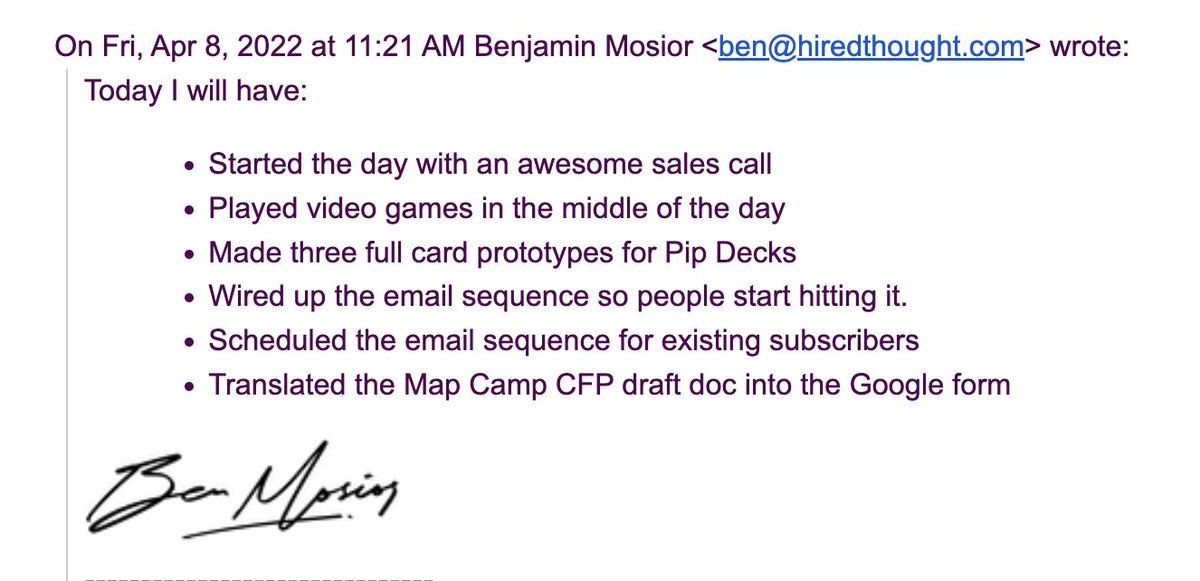 On Fri, Apr 8, 2022 at 11:21 AM Benjamin Mosior <ben@hiredthought.com> wrote:
Today I will have:
• Started the day with an awesome sales call
• Played video games in the middle of the day
• Made three full card prototypes for Pip Decks
• Wired up the email sequence so people start hitting it.
• Scheduled the email sequence for existing subscribers
• Translated the Map Camp CFP draft doc into the Google form
Ben Mosior